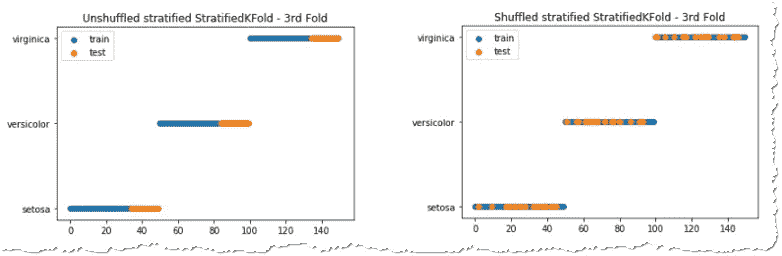 Unshuffled stratified StratifiedKFold - 3rd Fold
virginica
train
test
versicolor
setosa
0 20 40 60 80 100 120 140
Shuffled stratified StratifiedKFold - 3rd Fold
virginica
train
test
versicolor
setosa
0 20 40 60 80 100 120 140